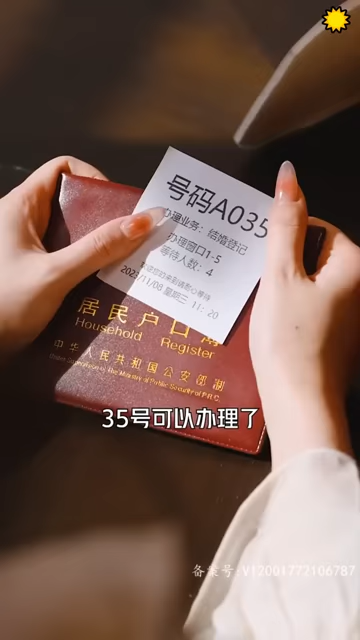 号码A035
办理业务：结婚登记
办理窗口1-5
等待人数：4
2023/11/08 星期三 11：20
居民户口簿
Household Register
中华人民共和国公安部制
35号可以办理了
备案号：V12001777106787